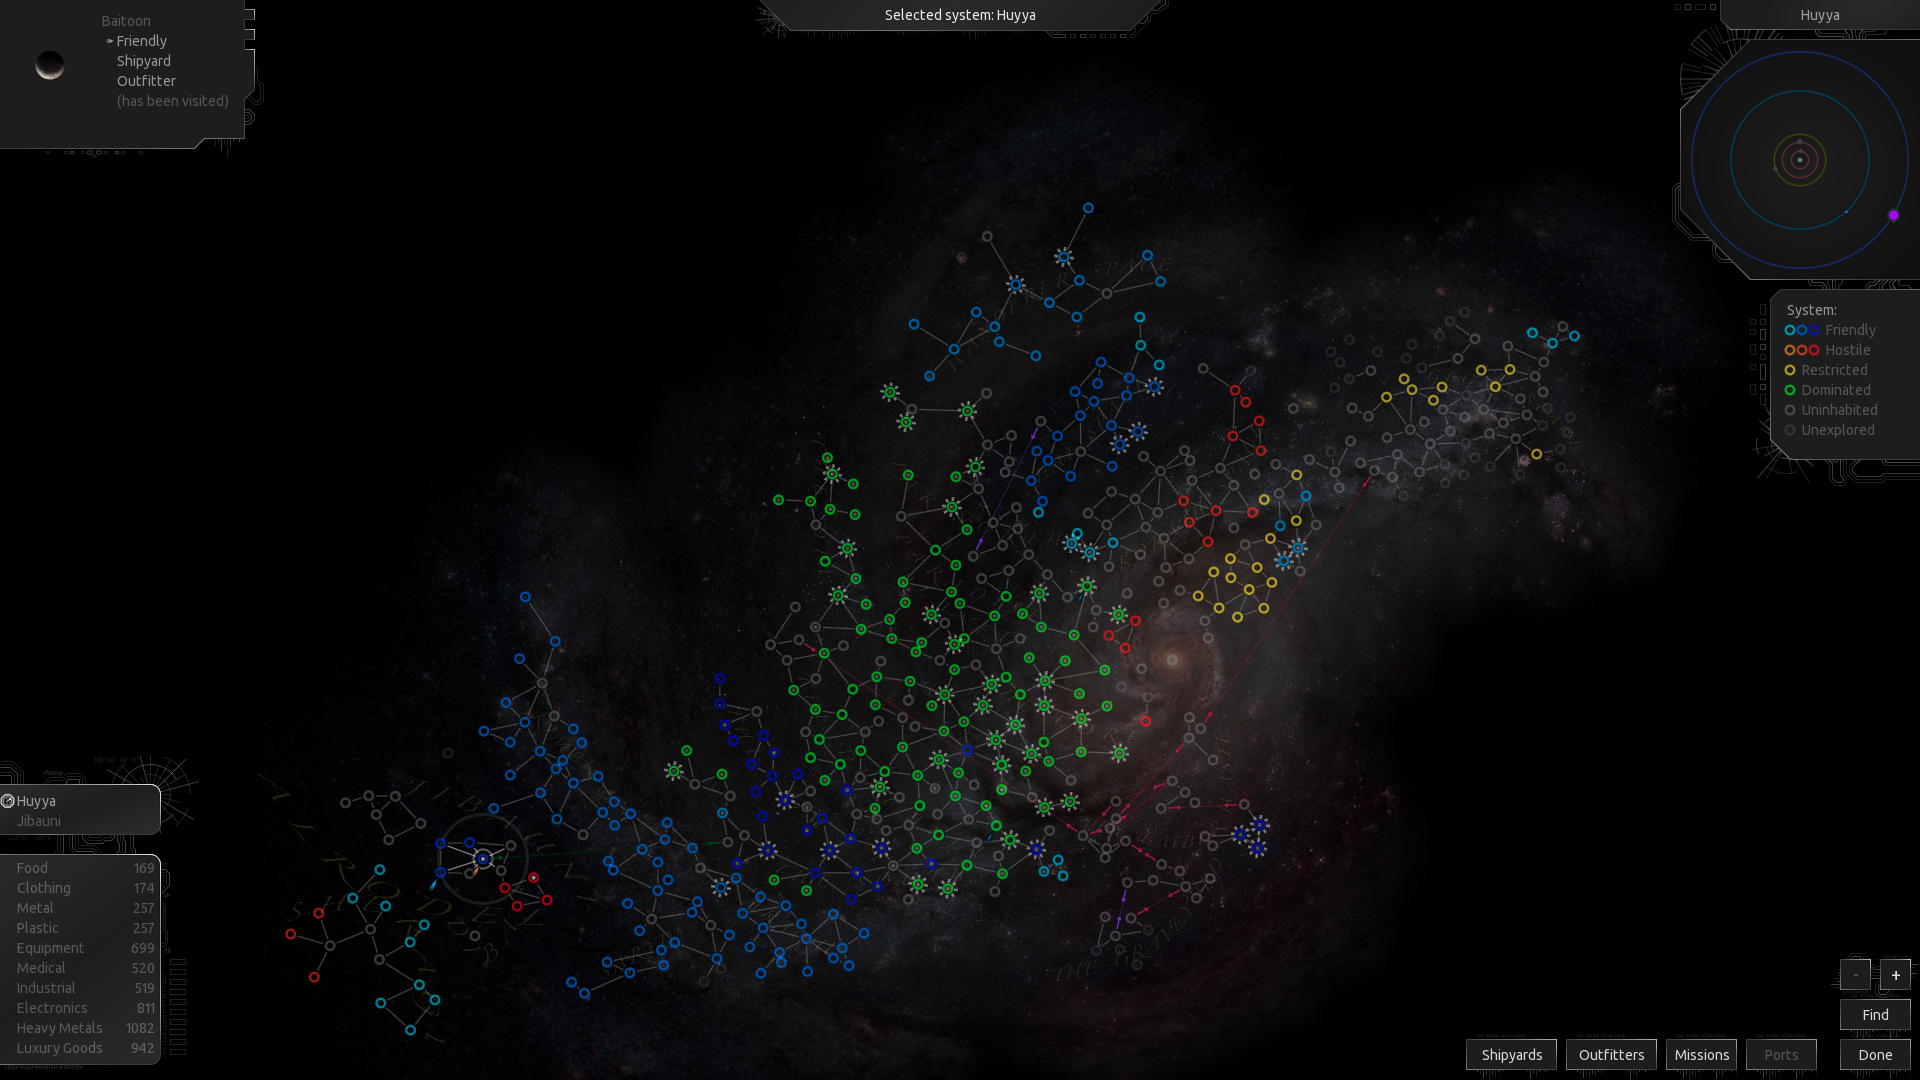 Baitoon
Friendly
Shipyard
Outfitter
(has been visited)
Selected system: Huyya
Huyya
System:
Friendly
Hostile
Restricted
Dominated
Uninhabited
Unexplored
Huyya
Jibauni
Food 169
Clothing 174
Metal 257
Plastic 257
Equipment 699
Medical 520
Industrial 519
Electronics 811
Heavy Metals 1082
Luxury Goods 942
- +
Find
Shipyards Outfitters Missions Ports Done